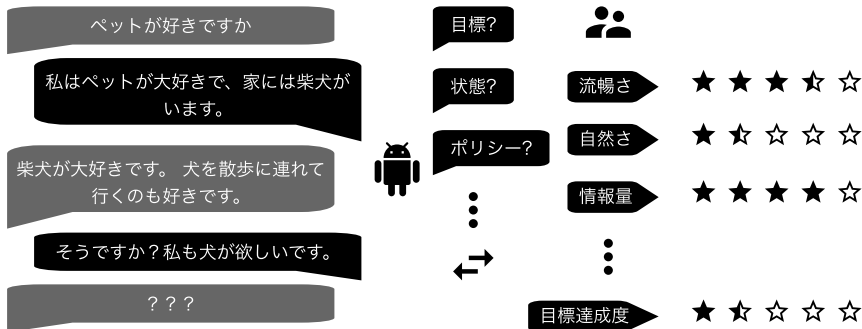 ペットが好きですか
私はペットが大好きで、家には柴犬が
います。
柴犬が大好きです。 犬を散歩に連れて
行くのも好きです。
そうですか？私も犬が欲しいです。
？？？
目標?
状態?
ポリシー?
流暢さ
自然さ
情報量
目標達成度